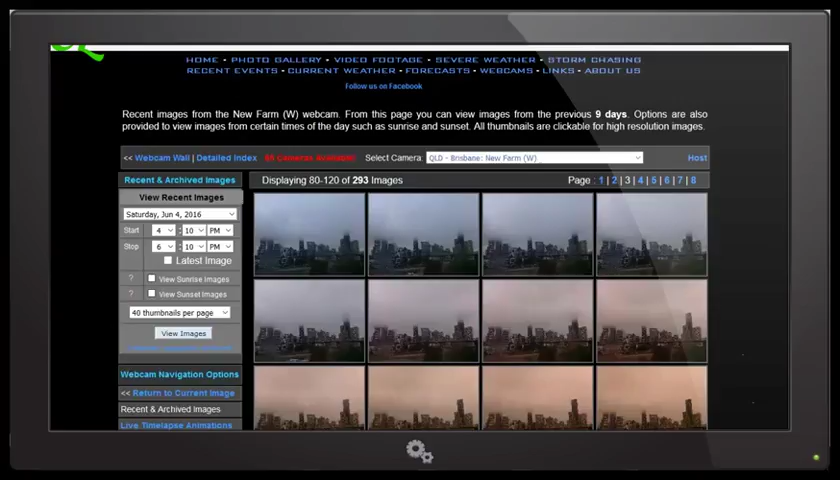 HOME - PHOTO GALLERY - VIDEO FOOTAGE - SEVERE WEATHER - STORM CHASING
RECENT EVENTS - CURRENT WEATHER - FORECASTS - WEBCAMS - LINKS - ABOUT US
Follow us on Facebook
Recent images from the New Farm (W) webcam. From this page you can view images from the previous 9 days. Options are also
provided to view images from certain times of the day such as sunrise and sunset. All thumbnails are clickable for high resolution images.
<< Webcam Wall | Detailed Index Cameras Available Select Camera: QLD - Brisbane: New Farm (W) Host
Recent & Archived Images
Displaying 80-120 of 293 Images Page : 1 | 2 | 3 | 4 | 5 | 6 | 7 | 8
View Recent Images
Saturday, Jun 4, 2016
Start 4 : 10 PM
Stop 6 : 10 PM
Latest Image
? View Sunrise Images
? View Sunset Images
40 thumbnails per page
View Images
Webcam Navigation Options
<< Return to Current Image
Recent & Archived Images
Live Timelapse Animations